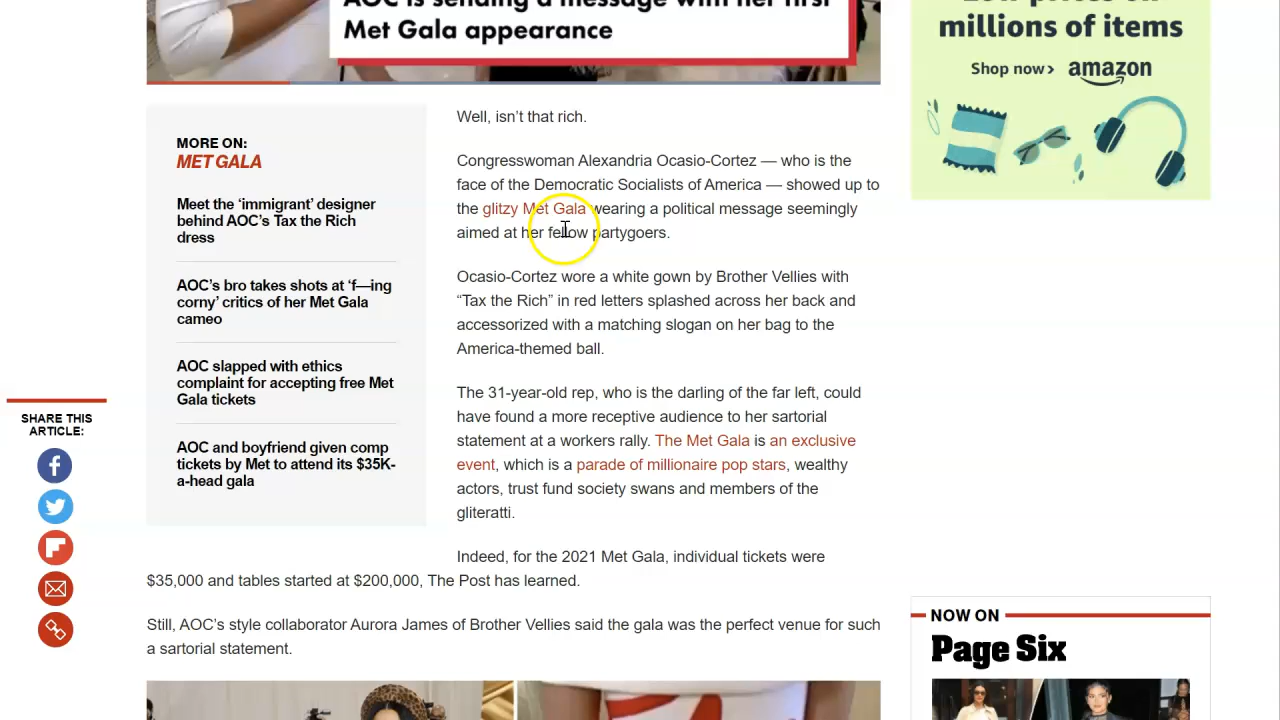 AOC is sending a message with her first
Met Gala appearance
millions of items
Shop now>
amazon
MORE ON:
MET GALA
Meet the ‘immigrant’ designer
behind AOC’s Tax the Rich
dress
AOC’s bro takes shots at ‘f—ing
corny’ critics of her Met Gala
cameo
AOC slapped with ethics
complaint for accepting free Met
Gala tickets
AOC and boyfriend given comp
tickets by Met to attend its $35K-
a-head gala
SHARE THIS
ARTICLE:
Well, isn’t that rich.
Congresswoman Alexandria Ocasio-Cortez — who is the
face of the Democratic Socialists of America — showed up to
the glitzy Met Gala wearing a political message seemingly
aimed at her fellow partygoers.
Ocasio-Cortez wore a white gown by Brother Vellies with
“Tax the Rich” in red letters splashed across her back and
accessorized with a matching slogan on her bag to the
America-themed ball.
The 31-year-old rep, who is the darling of the far left, could
have found a more receptive audience to her sartorial
statement at a workers rally. The Met Gala is an exclusive
event, which is a parade of millionaire pop stars, wealthy
actors, trust fund society swans and members of the
gliteratti.
Indeed, for the 2021 Met Gala, individual tickets were
$35,000 and tables started at $200,000, The Post has learned.
Still, AOC’s style collaborator Aurora James of Brother Vellies said the gala was the perfect venue for such
a sartorial statement.
NOW ON
Page Six